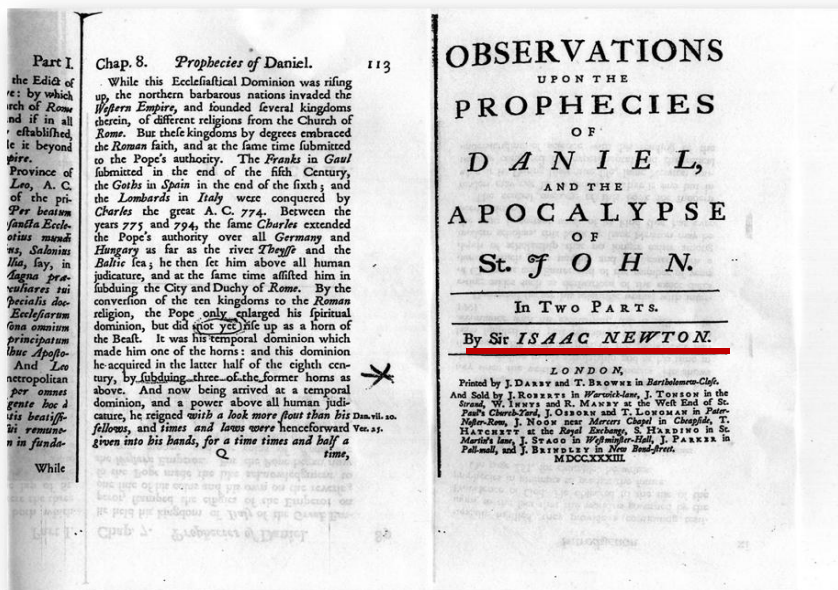 Part I.
the Edict of
ve: by which
rch of Rome
nd if in all
eſtabliſhed,
le it beyond
pire.
Province of
Leo, A. C.
of the pri-
Per beatum
ſancta Eccle-
otius mundi
us, Salonius
llia, ſay, in
Magna præ-
culiares tui
pecialis doc-
Eccleſiarum
ſona omnium
principatum
huc Apoſto-
And Leo
metropolitan
per omnes
gente hoc d
uis beatiſſi-
ui remune-
n in funda-
While
Chap. 8. Prophecies of Daniel. 113
While this Eccleſiaſtical Dominion was riſing
up, the northern barbarous nations invaded the
Weſtern Empire, and founded ſeveral kingdoms
therein, of different religions from the Church of
Rome. But theſe kingdoms by degrees embraced
the Roman faith, and at the ſame time ſubmitted
to the Pope's authority. The Franks in Gaul
ſubmitted in the end of the fifth Century,
the Goths in Spain in the end of the ſixth; and
the Lombards in Italy were conquered by
Charles the great A. C. 774. Between the
years 775 and 794, the ſame Charles extended
the Pope's authority over all Germany and
Hungary as far as the river Theyſſe and the
Baltic ſea; he then ſet him above all human
judicature, and at the ſame time aſſiſted him in
ſubduing the City and Duchy of Rome. By the
converſion of the ten kingdoms to the Roman
religion, the Pope only enlarged his ſpiritual
dominion, but did not yet riſe up as a horn of
the Beaſt. It was his temporal dominion which
made him one of the horns: and this dominion
he acquired in the latter half of the eighth cen-
tury, by ſubduing three of the former horns as
above. And now being arrived at a temporal
dominion, and a power above all human judi-
cature, he reigned with a look more ſtout than his Dan. vii. 20.
fellows, and times and laws were henceforward Ver. 25.
given into his hands, for a time times and half a
Q time,
OBSERVATIONS
UPON THE
PROPHECIES
OF
DANIEL,
AND THE
APOCALYPSE
OF
St. JOHN.
In Two Parts.
By Sir ISAAC NEWTON.
LONDON,
Printed by J. DARBY and T. BROWNE in Bartholomew-Cloſe.
And Sold by J. ROBERTS in Warwick-lane, J. TONSON in the
Strand, W. INNYS and R. MANBY at the Weſt End of St.
Paul's Church-Yard, J. OSBORN and T. LONGMAN in Pater-
Noſter-Row, J. NOON near Mercers Chapel in Cheapſide, T.
HATCHETT at the Royal Exchange, S. HARDING in St.
Martin's lane, J. STAGG in Weſtminſter-Hall, J. PARKER in
Pall-mall, and J. BRINDLEY in New Bond-ſtreet.
MDCC.XXXIII.